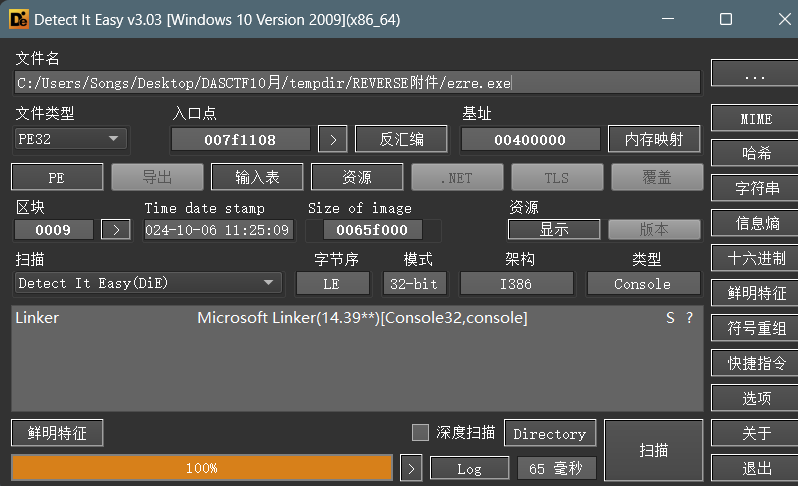 Detect It Easy v3.03 [Windows 10 Version 2009](x86_64)
文件名
C:/Users/Songs/Desktop/DASCTF10月/tempdir/REVERSE附件/ezre.exe
...
文件类型 入口点 基址
PE32 007f1108 > 反汇编 00400000 内存映射 MIME
哈希
PE 导出 输入表 资源 .NET TLS 覆盖 字符串
区块 Time date stamp Size of image 资源
0009 > 024-10-06 11:25:09 0065f000 显示 版本 信息熵
扫描 字节序 模式 架构 类型 十六进制
Detect It Easy(DiE) LE 32-bit I386 Console 鲜明特征
Linker Microsoft Linker(14.39**)[Console32,console] S ?
符号重组
快捷指令
选项
鲜明特征 深度扫描 Directory 扫描 关于
100% > Log 65 毫秒 退出